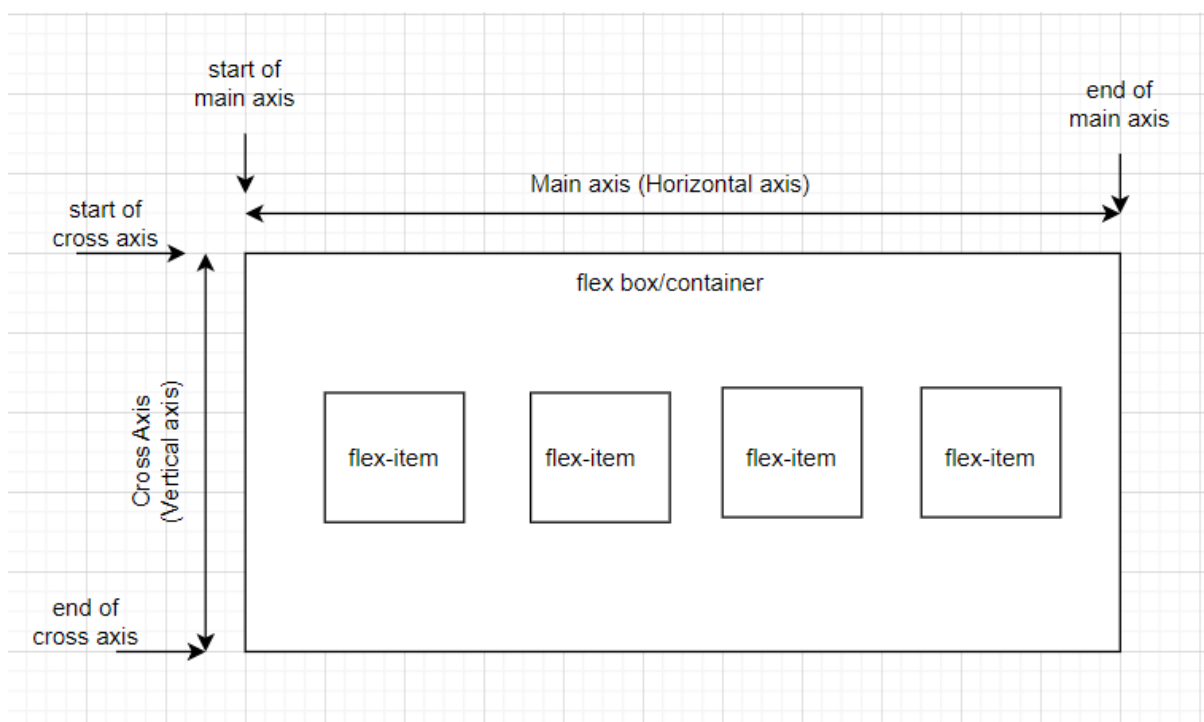 start of
main axis
end of
main axis
Main axis (Horizontal axis)
start of
cross axis
flex box/container
Cross Axis
(Vertical axis)
flex-item
flex-item
flex-item
flex-item
end of
cross axis